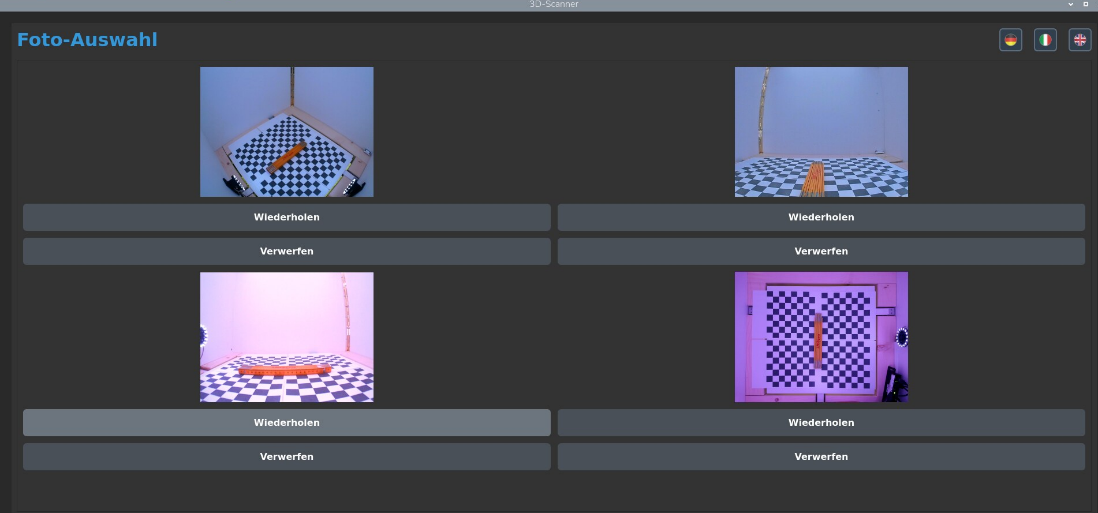 3D-Scanner
Foto-Auswahl
Wiederholen
Wiederholen
Verwerfen
Verwerfen
Wiederholen
Wiederholen
Verwerfen
Verwerfen